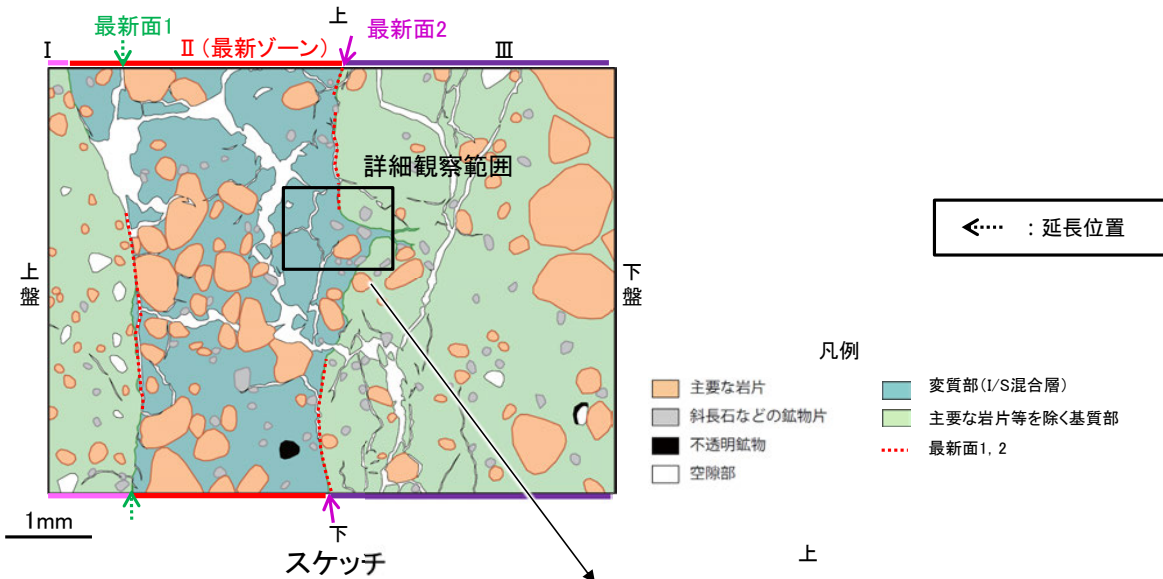 最新面1
上
最新面2
Ⅰ
Ⅱ(最新ゾーン)
Ⅲ
詳細観察範囲
上盤
下盤
:延長位置
凡例
主要な岩片
斜長石などの鉱物片
不透明鉱物
空隙部
変質部(I/S混合層)
主要な岩片等を除く基質部
最新面1, 2
1mm
下
スケッチ
上